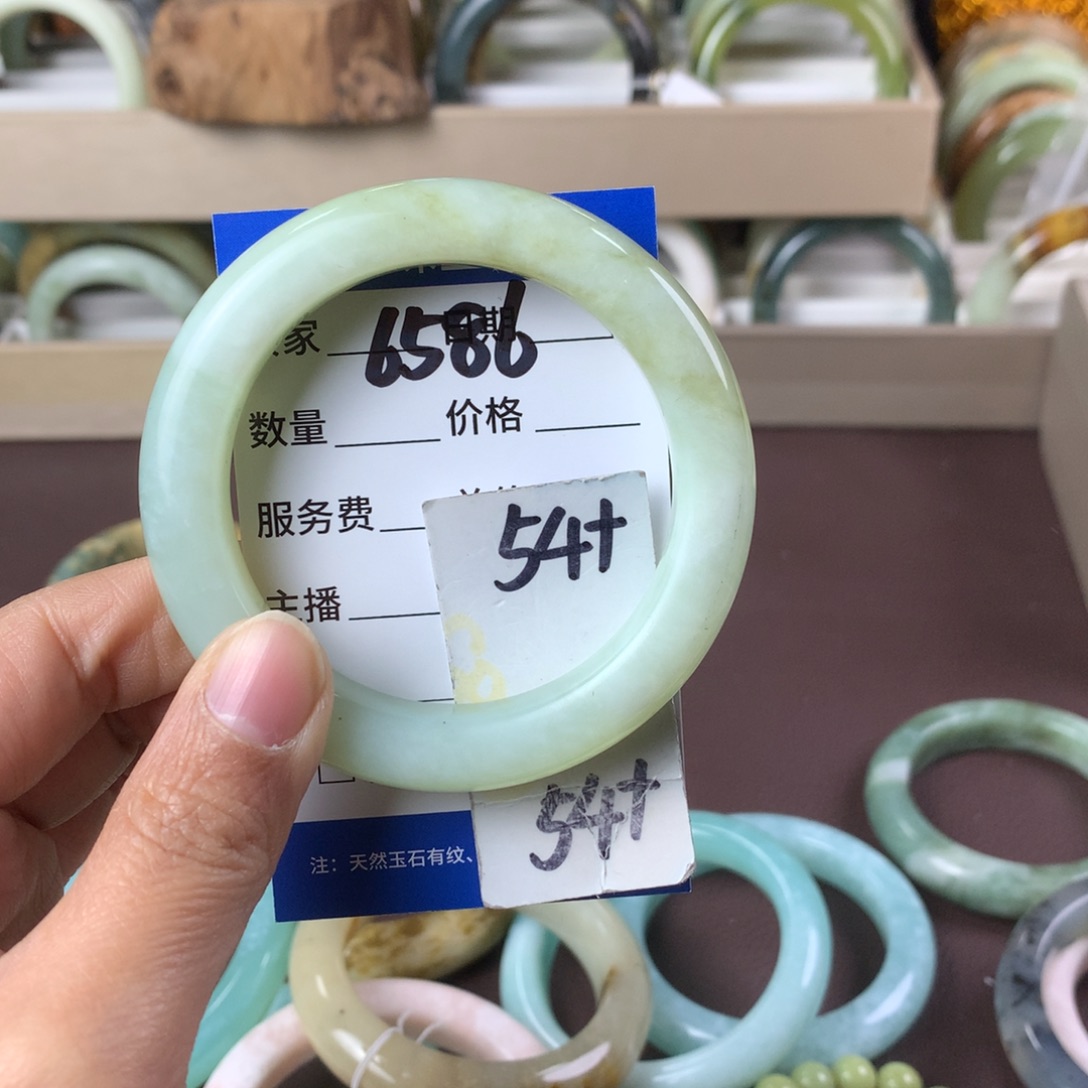 家 6586 日期
数量 价格
服务费
主播
54+
54+
注：天然玉石有纹、